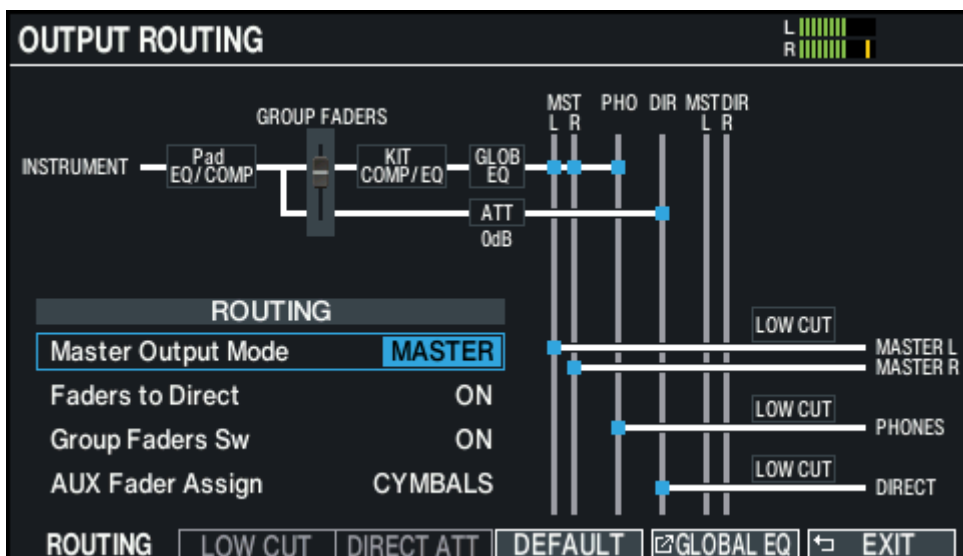 OUTPUT ROUTING
L
R
GROUP FADERS
MST PHO DIR MST DIR
L R L R
INSTRUMENT
Pad
EQ/COMP
KIT
COMP/EQ
GLOB
EQ
ATT
0dB
ROUTING
Master Output Mode MASTER
Faders to Direct ON
Group Faders Sw ON
AUX Fader Assign CYMBALS
LOW CUT
MASTER L
MASTER R
LOW CUT
PHONES
LOW CUT
DIRECT
ROUTING LOW CUT DIRECT ATT DEFAULT GLOBAL EQ EXIT